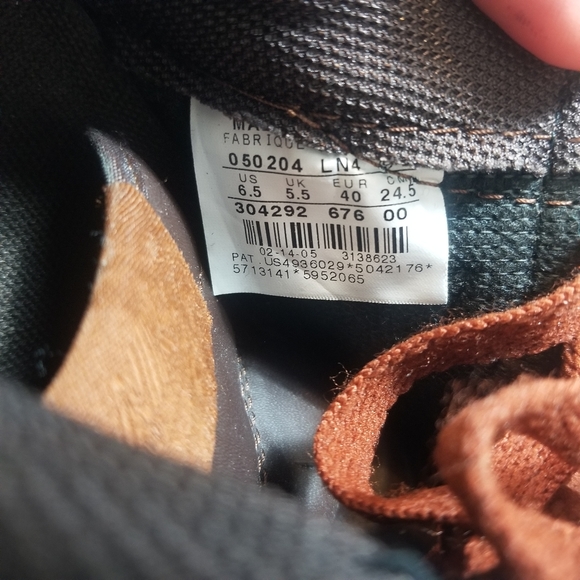 FABRIQUE
050204 LN4
US UK EUR
6.5 5.5 40 24.5
304292 676 00
02-14-05 3138623
PAT. US4936029*5042176*
5713141*5952065